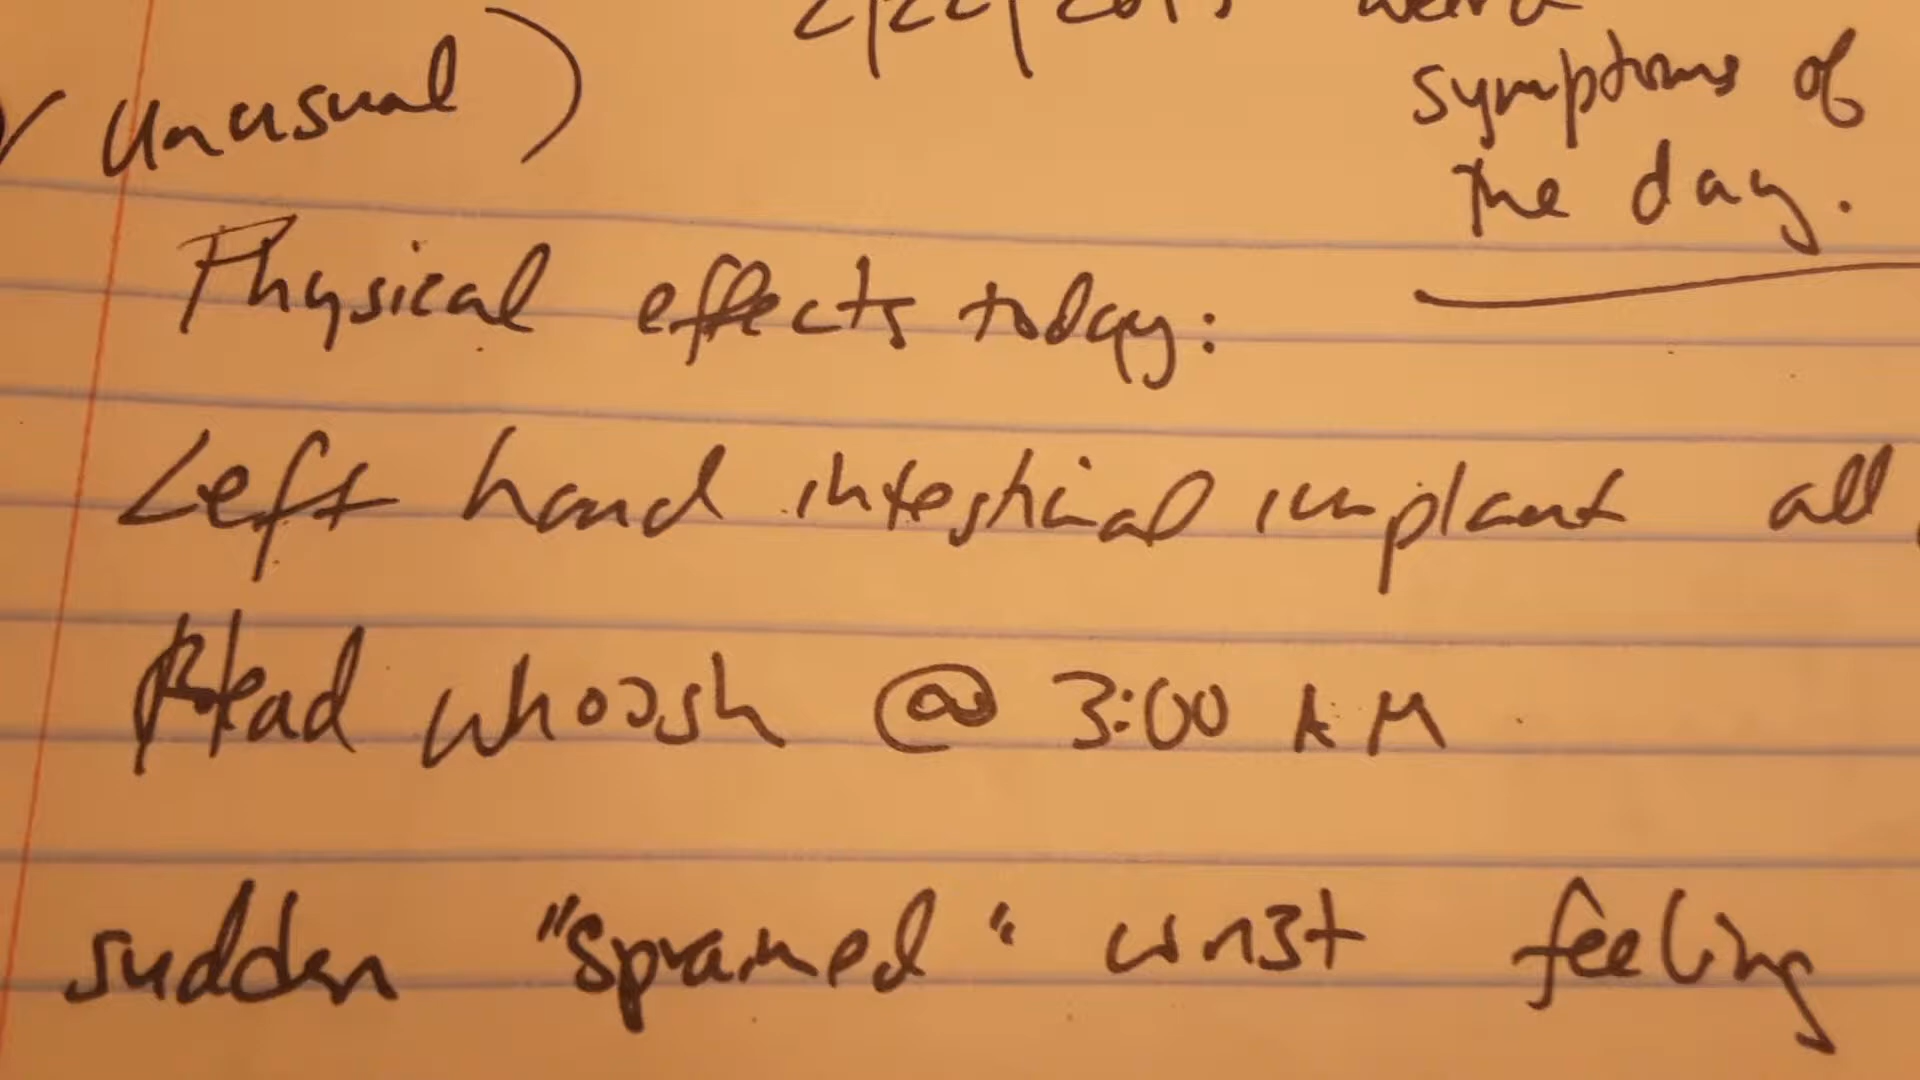 symptoms of
the day.
unusual)
Physical effects today:
Left hand intestinal implant all
Head whoosh @ 3:00 AM
sudden "sprained" wrist feeling